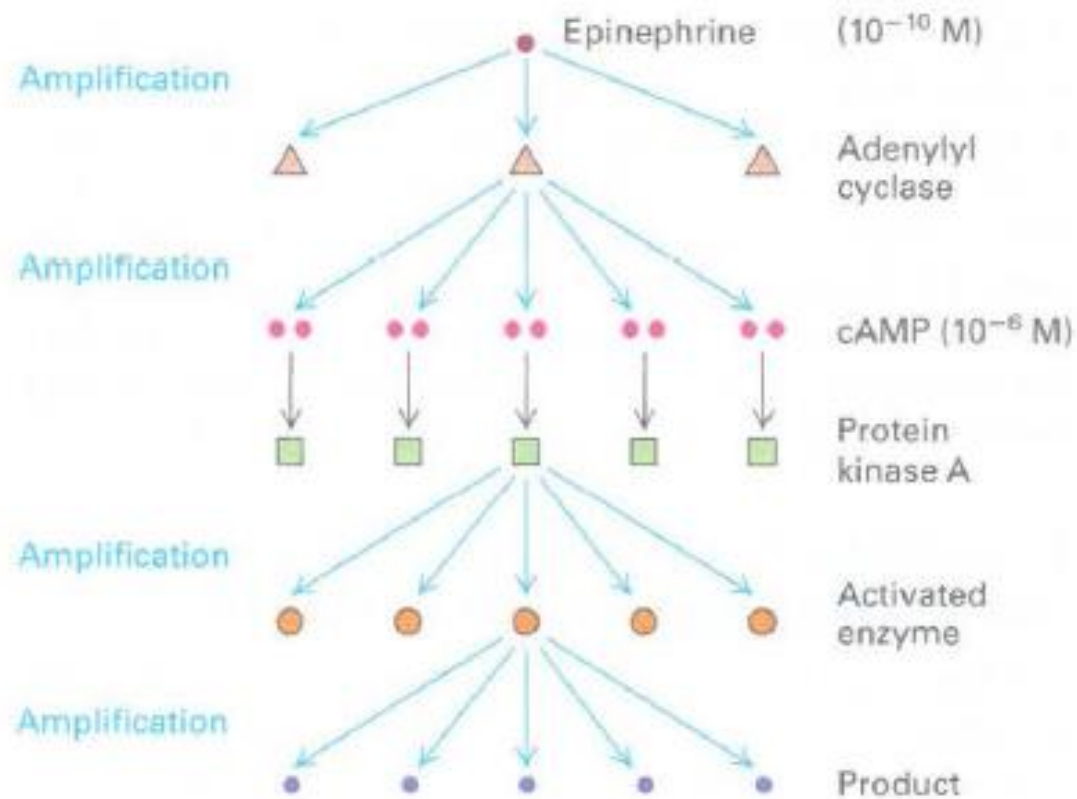 Epinephrine (10⁻¹⁰ M)
Amplification
Adenylyl
cyclase
Amplification
cAMP (10⁻⁶ M)
Protein
kinase A
Amplification
Activated
enzyme
Amplification
Product